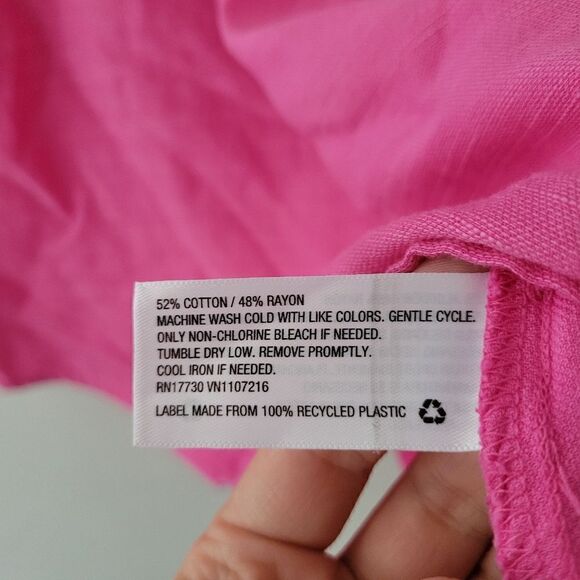 52% COTTON / 48% RAYON
MACHINE WASH COLD WITH LIKE COLORS. GENTLE CYCLE.
ONLY NON-CHLORINE BLEACH IF NEEDED.
TUMBLE DRY LOW. REMOVE PROMPTLY.
COOL IRON IF NEEDED.
RN17730 VN1107216
LABEL MADE FROM 100% RECYCLED PLASTIC